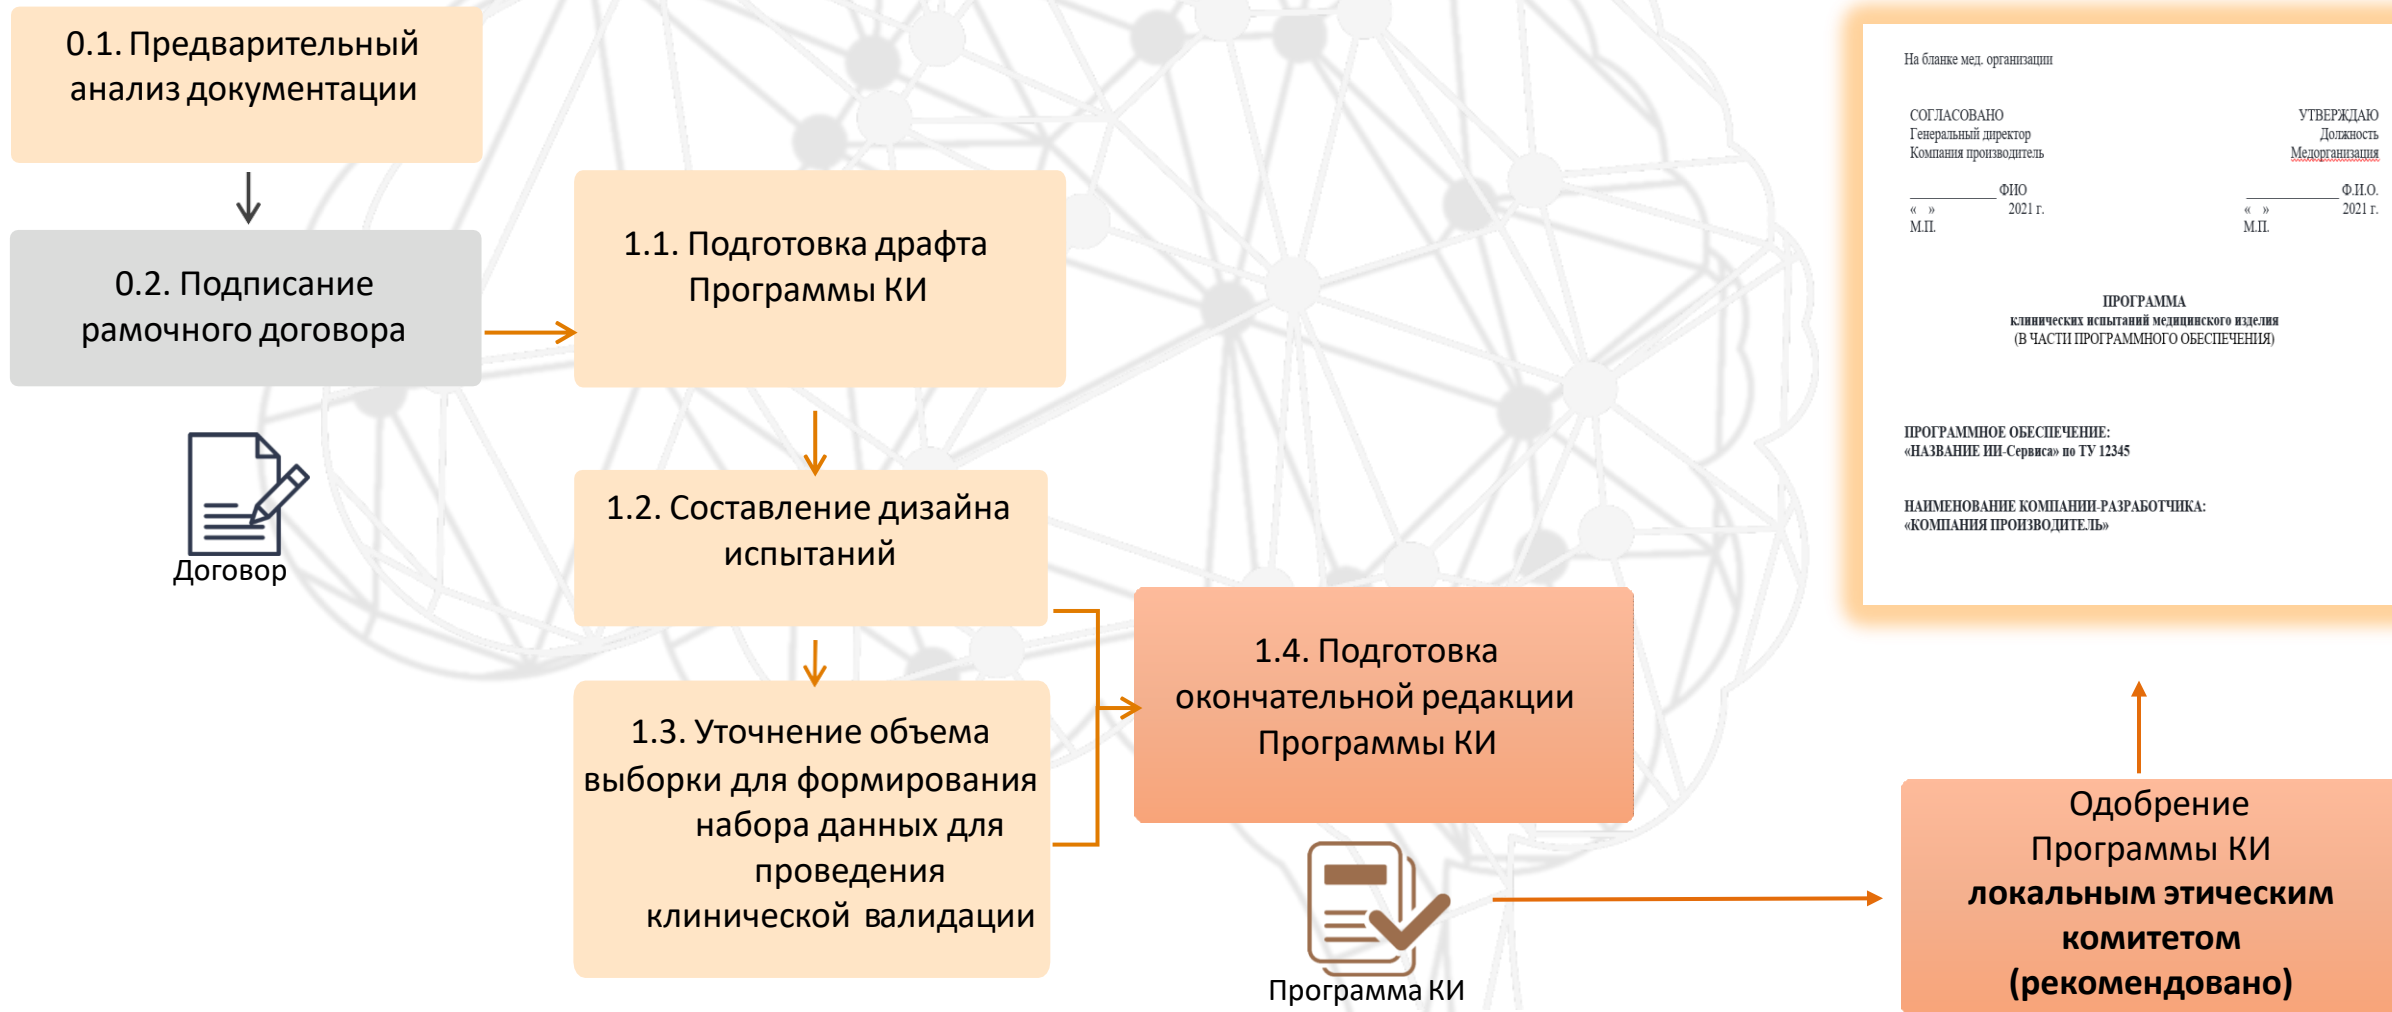 0.1. Предварительный
анализ документации
0.2. Подписание
рамочного договора
Договор
1.1. Подготовка драфта
Программы КИ
1.2. Составление дизайна
испытаний
1.3. Уточнение объема
выборки для формирования
набора данных для
проведения
клинической валидации
1.4. Подготовка
окончательной редакции
Программы КИ
Программа КИ
Одобрение
Программы КИ
локальным этическим
комитетом
(рекомендовано)
На бланке мед. организации
СОГЛАСОВАНО
Генеральный директор
Компания производитель
______________ ФИО
« » 2021 г.
М.П.
УТВЕРЖДАЮ
Должность
Медорганизация
_______________ Ф.И.О.
« » 2021 г.
М.П.
ПРОГРАММА
клинических испытаний медицинского изделия
(В ЧАСТИ ПРОГРАММНОГО ОБЕСПЕЧЕНИЯ)
ПРОГРАММНОЕ ОБЕСПЕЧЕНИЕ:
«НАЗВАНИЕ ИИ-Сервиса» по ТУ 12345
НАИМЕНОВАНИЕ КОМПАНИИ-РАЗРАБОТЧИКА:
«КОМПАНИЯ ПРОИЗВОДИТЕЛЬ»